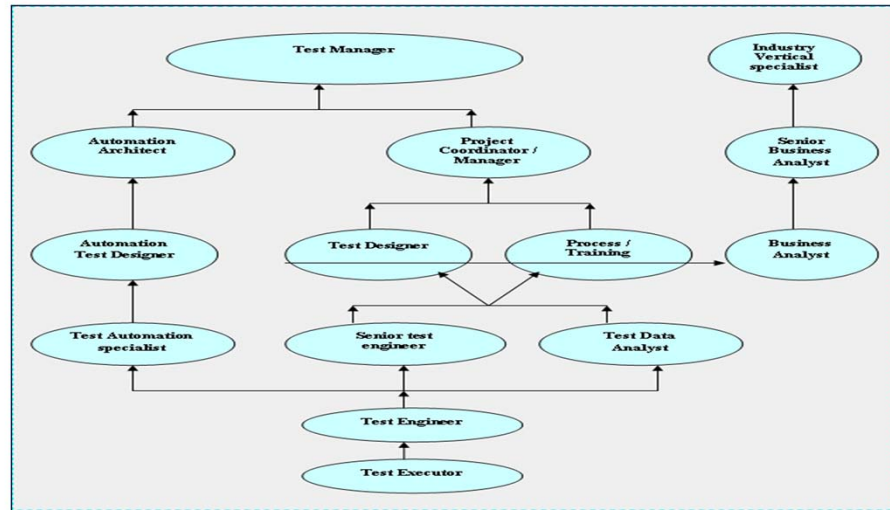 Test Manager
Industry
Vertical
specialist
Automation
Architect
Project
Coordinator /
Manager
Senior
Business
Analyst
Automation
Test Designer
Test Designer
Process /
Training
Business
Analyst
Test Automation
specialist
Senior test
engineer
Test Data
Analyst
Test Engineer
Test Executor